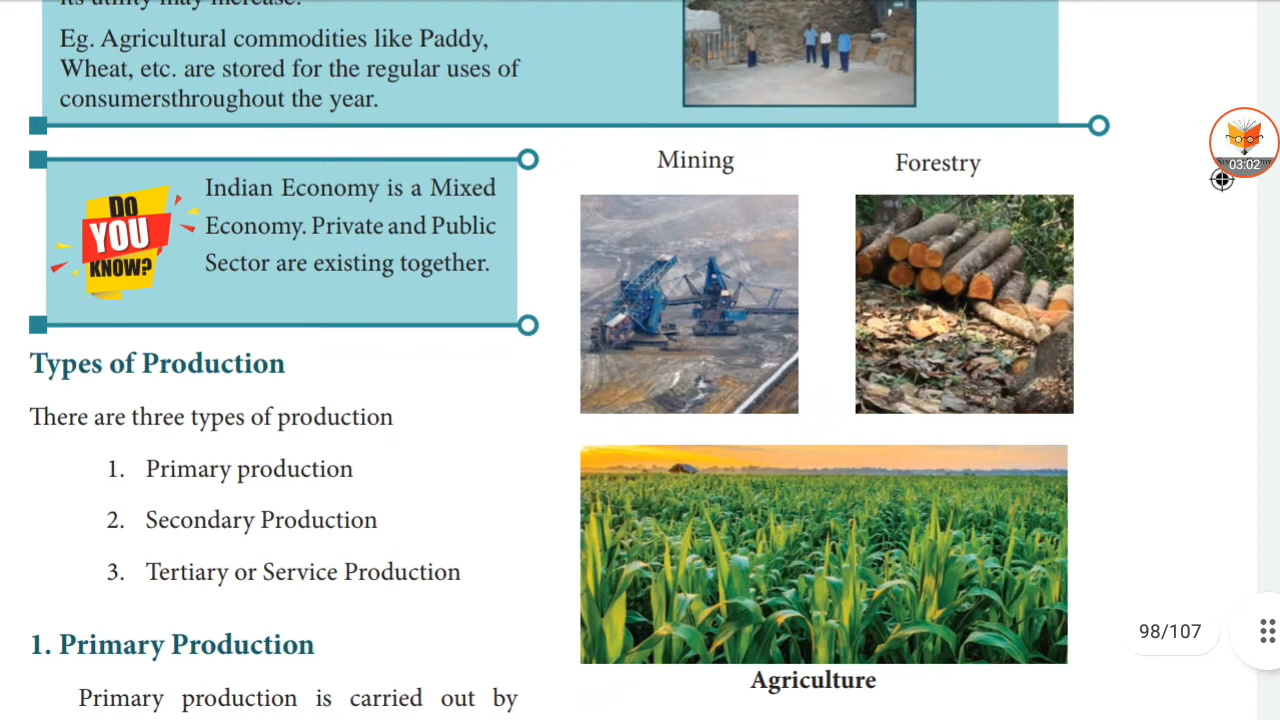 Eg. Agricultural commodities like Paddy,
Wheat, etc. are stored for the regular uses of
consumersthroughout the year.
DO
YOU
KNOW?
Indian Economy is a Mixed
Economy. Private and Public
Sector are existing together.
Types of Production
There are three types of production
1. Primary production
2. Secondary Production
3. Tertiary or Service Production
1. Primary Production
Primary production is carried out by
Mining
Forestry
Agriculture
03:02
98/107